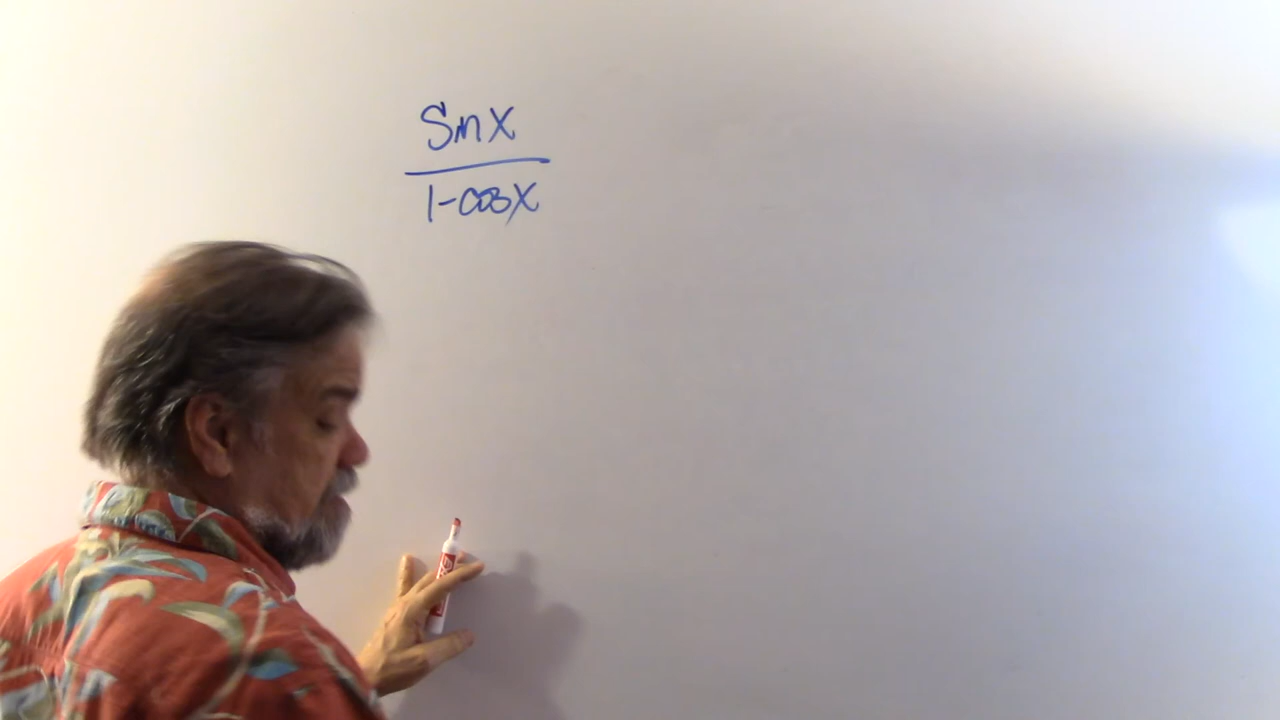 sin x
1-cos x